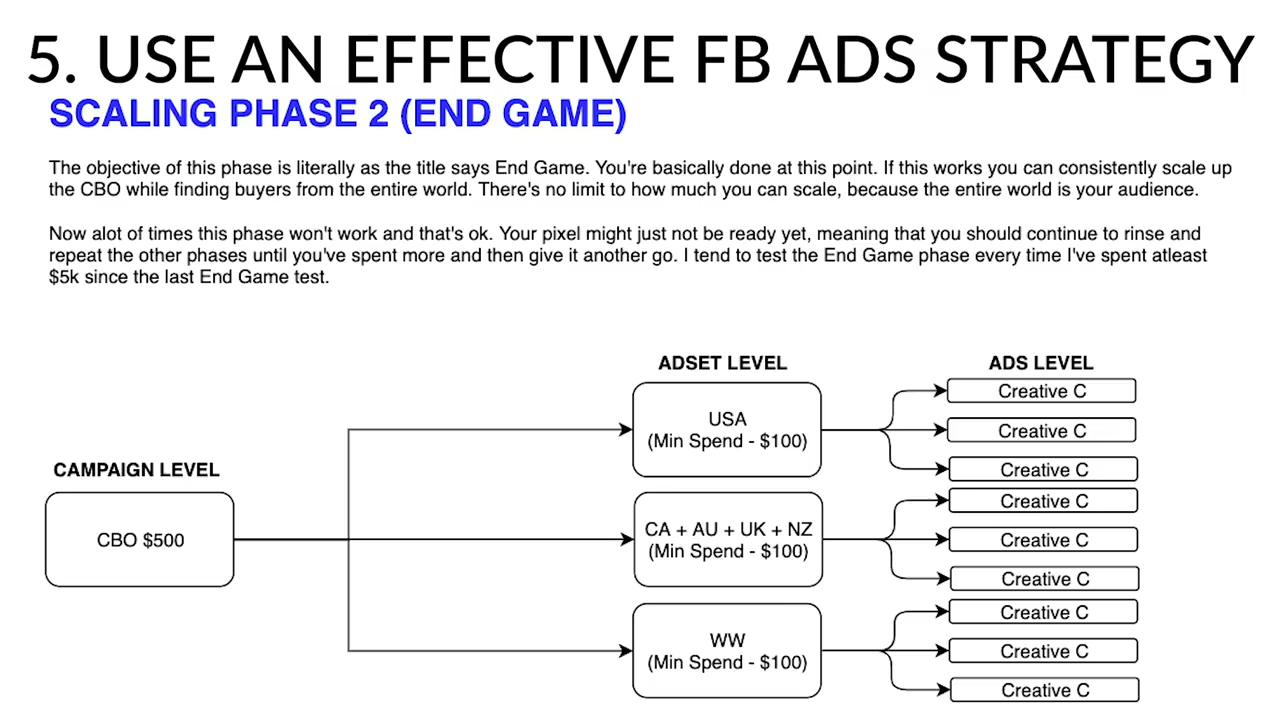 5. USE AN EFFECTIVE FB ADS STRATEGY
SCALING PHASE 2 (END GAME)
The objective of this phase is literally as the title says End Game. You're basically done at this point. If this works you can consistently scale up
the CBO while finding buyers from the entire world. There's no limit to how much you can scale, because the entire world is your audience.
Now alot of times this phase won't work and that's ok. Your pixel might just not be ready yet, meaning that you should continue to rinse and
repeat the other phases until you've spent more and then give it another go. I tend to test the End Game phase every time I've spent atleast
$5k since the last End Game test.
CAMPAIGN LEVEL
CBO $500
ADSET LEVEL
USA
(Min Spend - $100)
CA + AU + UK + NZ
(Min Spend - $100)
WW
(Min Spend - $100)
ADS LEVEL
Creative C
Creative C
Creative C
Creative C
Creative C
Creative C
Creative C
Creative C
Creative C